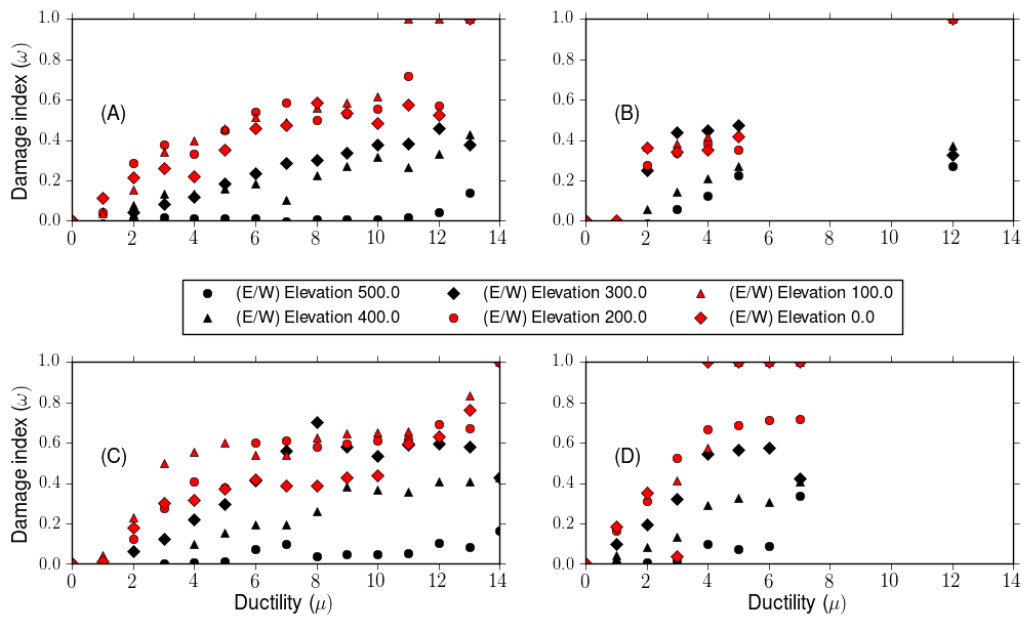 1.0
0.8
0.6
0.4
0.2
0.0
Damage index (ω)
(A)
0 2 4 6 8 10 12 14
1.0
0.8
0.6
0.4
0.2
0.0
(B)
0 2 4 6 8 10 12 14
(E/W) Elevation 500.0 (E/W) Elevation 300.0 (E/W) Elevation 100.0
(E/W) Elevation 400.0 (E/W) Elevation 200.0 (E/W) Elevation 0.0
1.0
0.8
0.6
0.4
0.2
0.0
Damage index (ω)
(C)
0 2 4 6 8 10 12 14
Ductility (μ)
1.0
0.8
0.6
0.4
0.2
0.0
(D)
0 2 4 6 8 10 12 14
Ductility (μ)